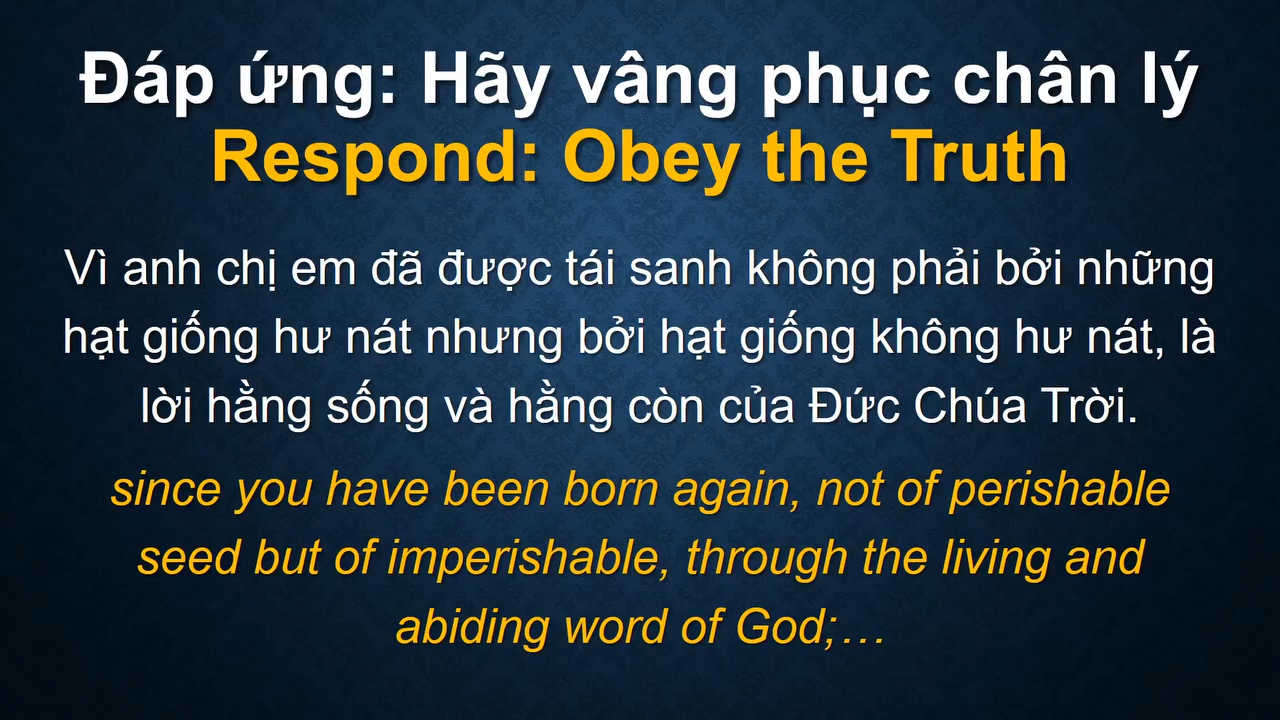 Đáp ứng: Hãy vâng phục chân lý
Respond: Obey the Truth
Vì anh chị em đã được tái sanh không phải bởi những
hạt giống hư nát nhưng bởi hạt giống không hư nát, là
lời hằng sống và hằng còn của Đức Chúa Trời.
since you have been born again, not of perishable
seed but of imperishable, through the living and
abiding word of God;…